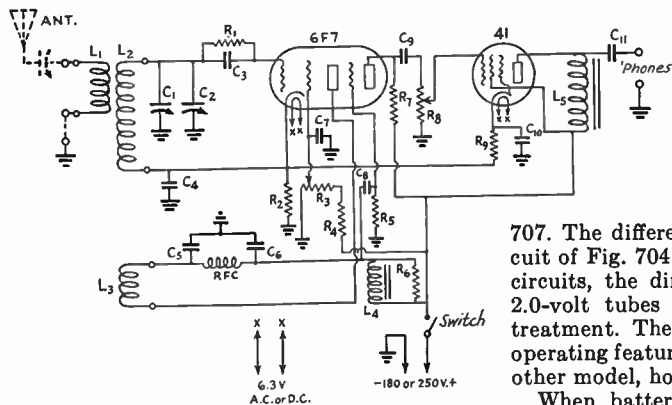 ANT.
L1
L2
R1
C3
6F7
C9
41
C11
'Phones
C1
C2
C7
R7
R8
L5
C10
R9
C4
R2
R3
C8
R5
R4
C5
C6
RFC
L3
L4
R6
Switch
X X
X X
X X
6.3 V
A.C. or D.C.
–180 or 250 V. +
707. The differe
cuit of Fig. 704
circuits, the di
2.0-volt tubes
treatment. The
operating featur
other model, ho
When batter